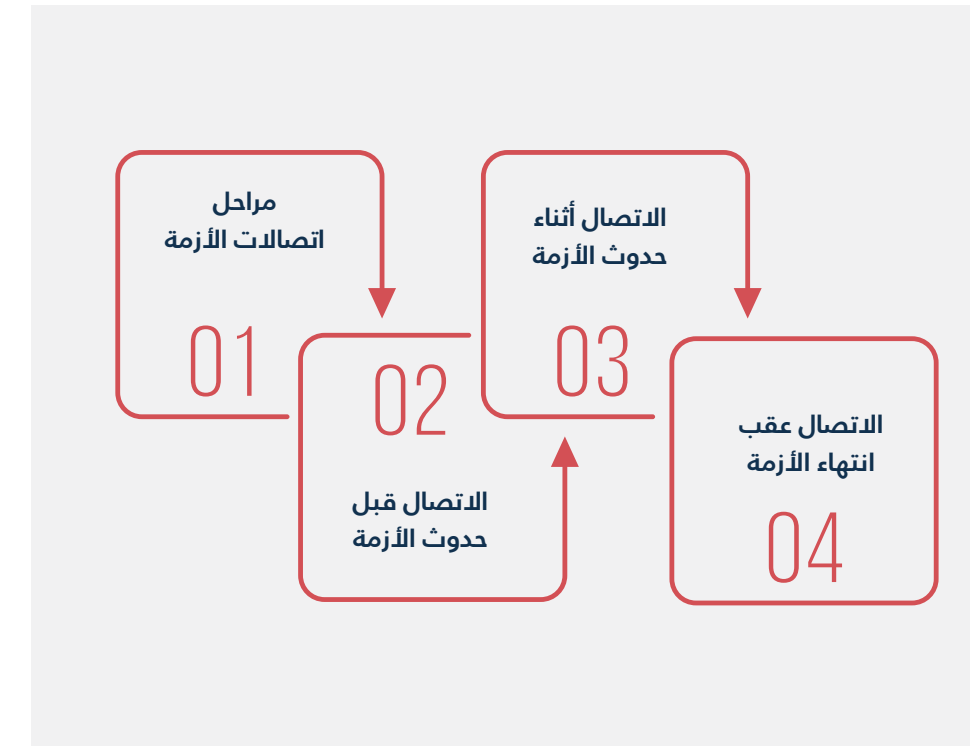 مراحل
اتصالات الأزمة
01
02
الاتصال قبل
حدوث الأزمة
الاتصال أثناء
حدوث الأزمة
03
الاتصال عقب
انتهاء الأزمة
04